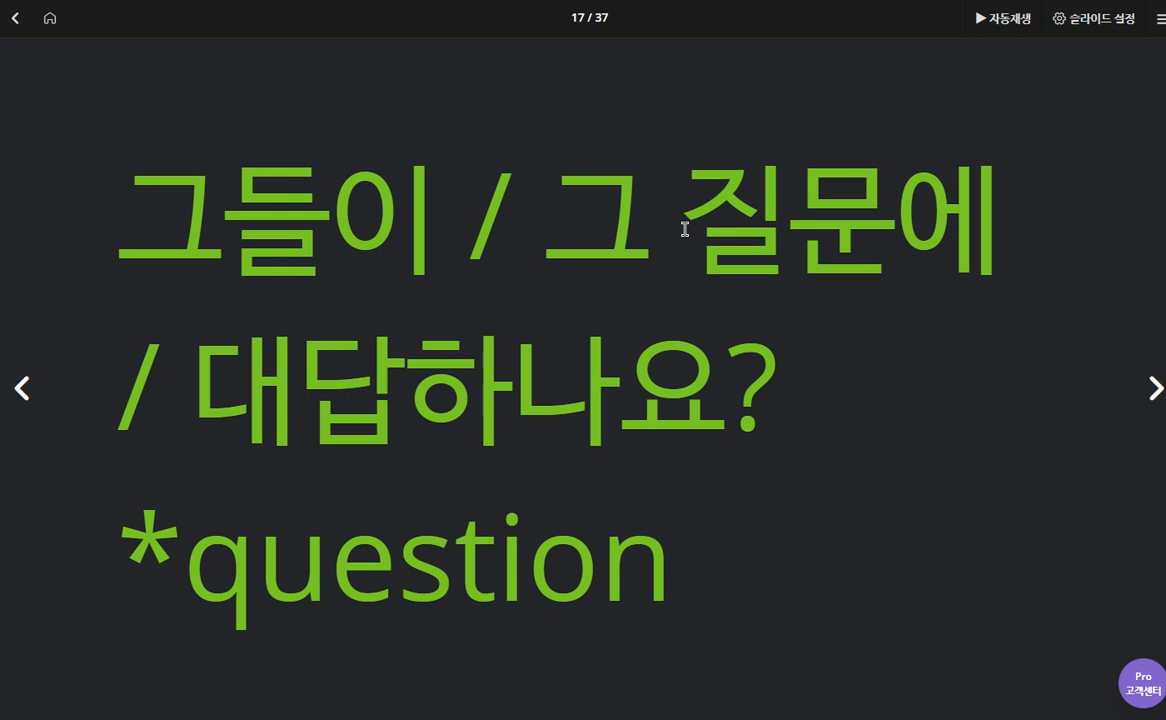 17 / 37
▶ 자동재생
슬라이드 설정
그들이 / 그 질문에
/ 대답하나요?
*question
Pro
고객센터